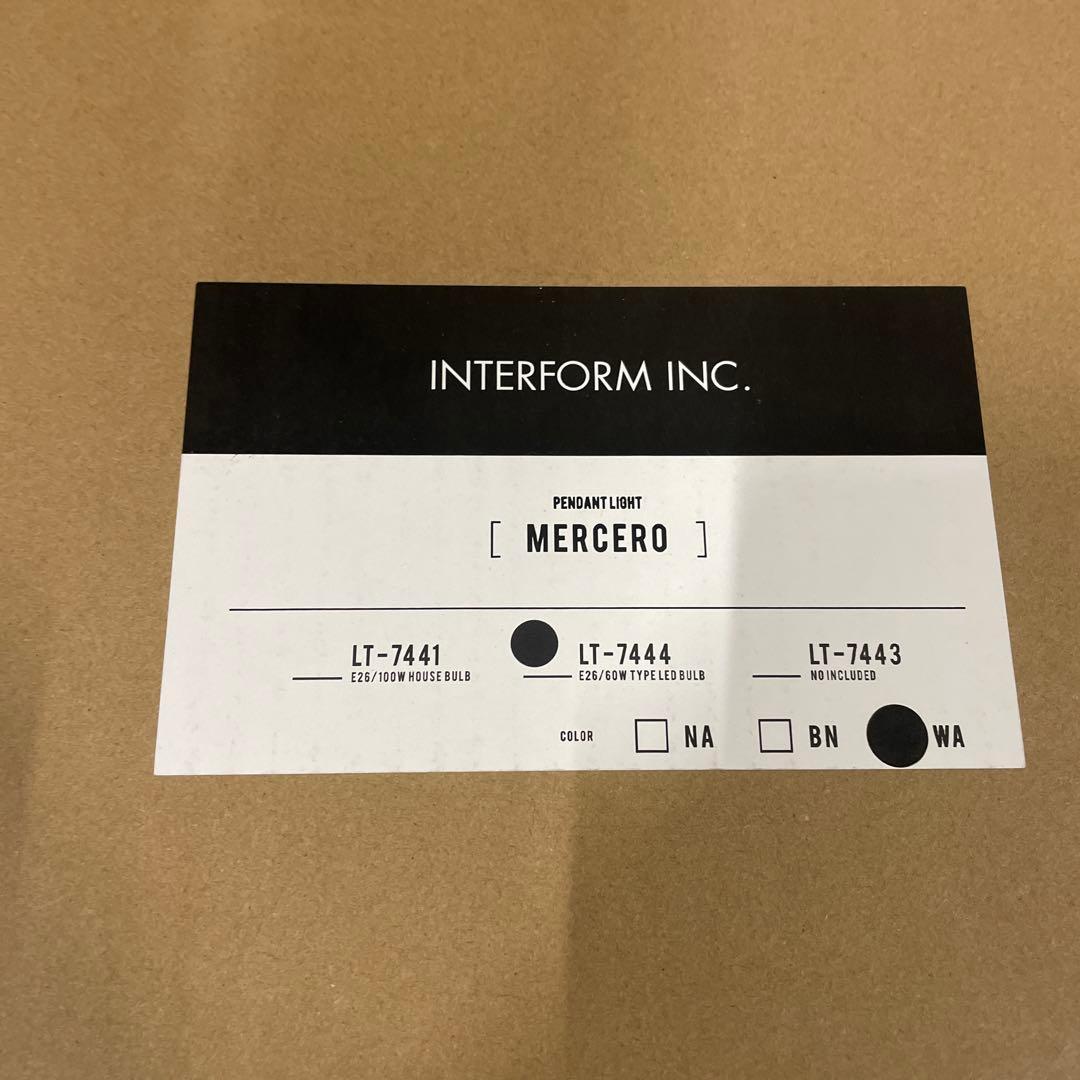 INTERFORM INC.
PENDANT LIGHT
[ MERCERO ]
LT-7441 LT-7444 LT-7443
E26/100W HOUSE BULB E26/60W TYPE LED BULB NO INCLUDED
COLOR NA BN WA